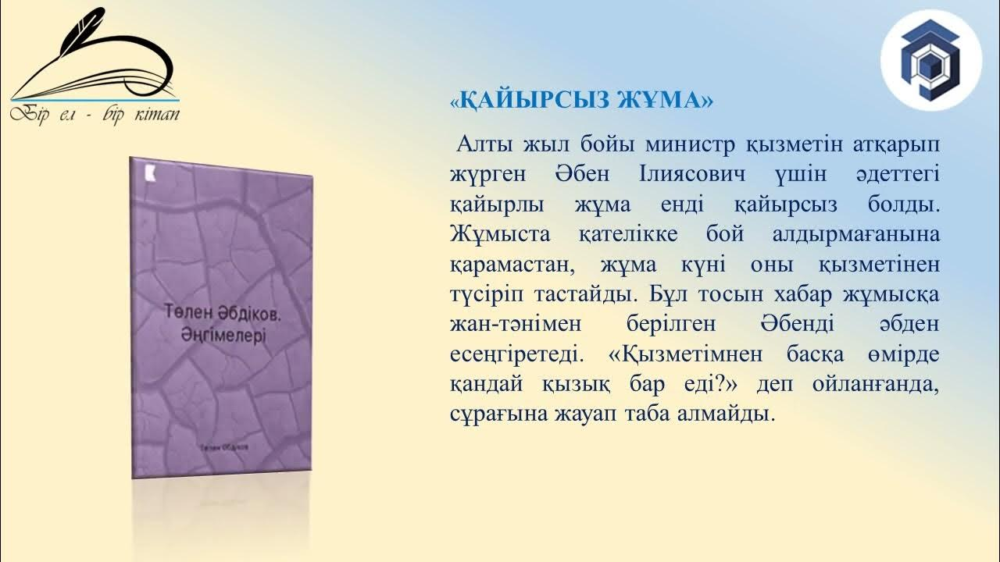 Бір ел - бір кітап
«ҚАЙЫРСЫЗ ЖҰМА»
Алты жыл бойы министр қызметін атқарып
жүрген Әбен Ілиясович үшін әдеттегі
қайырлы жұма енді қайырсыз болды.
Жұмыста қателікке бой алдырмағанына
қарамастан, жұма күні оны қызметінен
түсіріп тастайды. Бұл тосын хабар жұмысқа
жан-тәнімен берілген Әбенді әбден
есеңгіретеді. «Қызметімнен басқа өмірде
қандай қызық бар еді?» деп ойланғанда,
сұрағына жауап таба алмайды.
Төлен Әбдіков.
Әңгімелері
Төлен Әбдіков